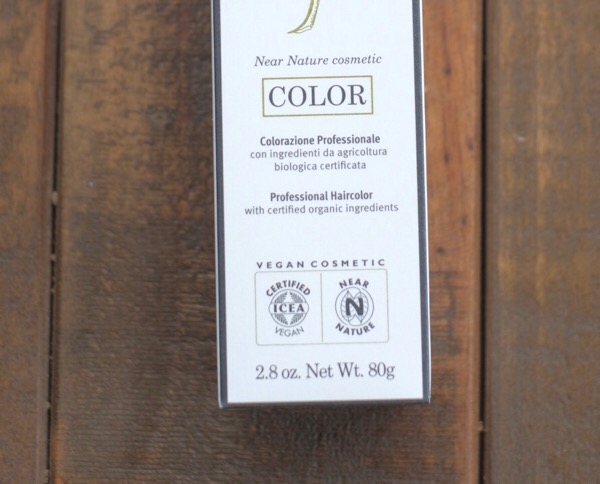 Near Nature cosmetic
COLOR
Colorazione Professionale
con ingredienti da agricoltura
biologica certificata
Professional Haircolor
with certified organic ingredients
VEGAN COSMETIC
CERTIFIED
ICEA
VEGAN
NEAR
N
NATURE
2.8 oz. Net Wt. 80g